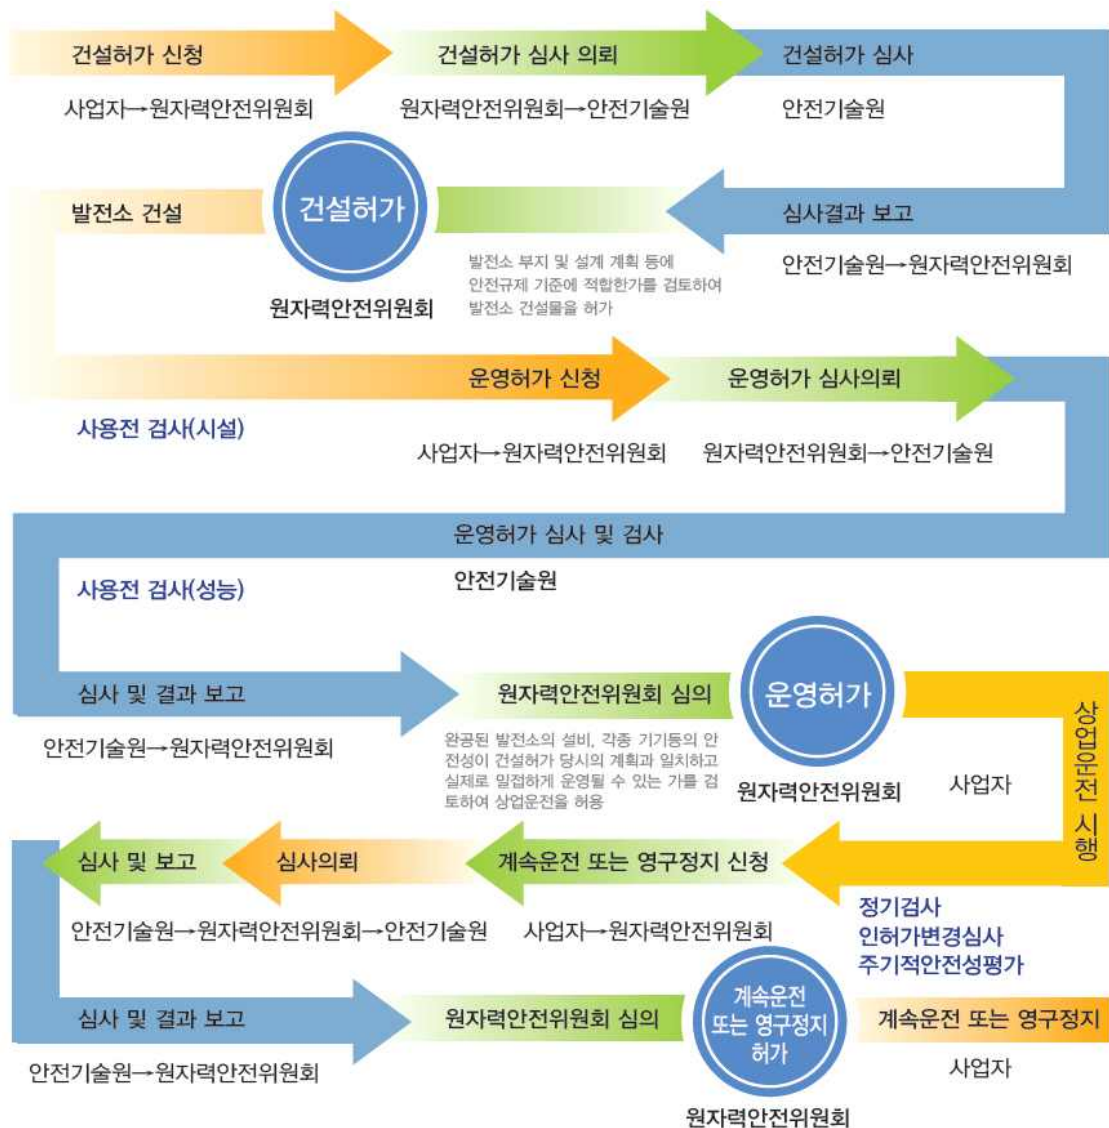 건설허가 신청
건설허가 심사 의뢰
건설허가 심사
사업자→원자력안전위원회
원자력안전위원회→안전기술원
안전기술원
발전소 건설
건설허가
심사결과 보고
원자력안전위원회
발전소 부지 및 설계 계획 등에
안전규제 기준에 적합한가를 검토하여
발전소 건설물을 허가
안전기술원→원자력안전위원회
운영허가 신청
운영허가 심사의뢰
사용전 검사(시설)
사업자→원자력안전위원회
원자력안전위원회→안전기술원
운영허가 심사 및 검사
사용전 검사(성능)
안전기술원
심사 및 결과 보고
원자력안전위원회 심의
운영허가
상업운전 시행
안전기술원→원자력안전위원회
완공된 발전소의 설비, 각종 기기등의 안
전성이 건설허가 당시의 계획과 일치하고
실제로 밀접하게 운영될 수 있는 가를 검
토하여 상업운전을 허용
원자력안전위원회
사업자
심사 및 보고
심사의뢰
계속운전 또는 영구정지 신청
안전기술원→원자력안전위원회→안전기술원
사업자→원자력안전위원회
정기검사
인허가변경심사
주기적안전성평가
심사 및 결과 보고
원자력안전위원회 심의
계속운전
또는 영구정지
허가
계속운전 또는 영구정지
안전기술원→원자력안전위원회
사업자
원자력안전위원회